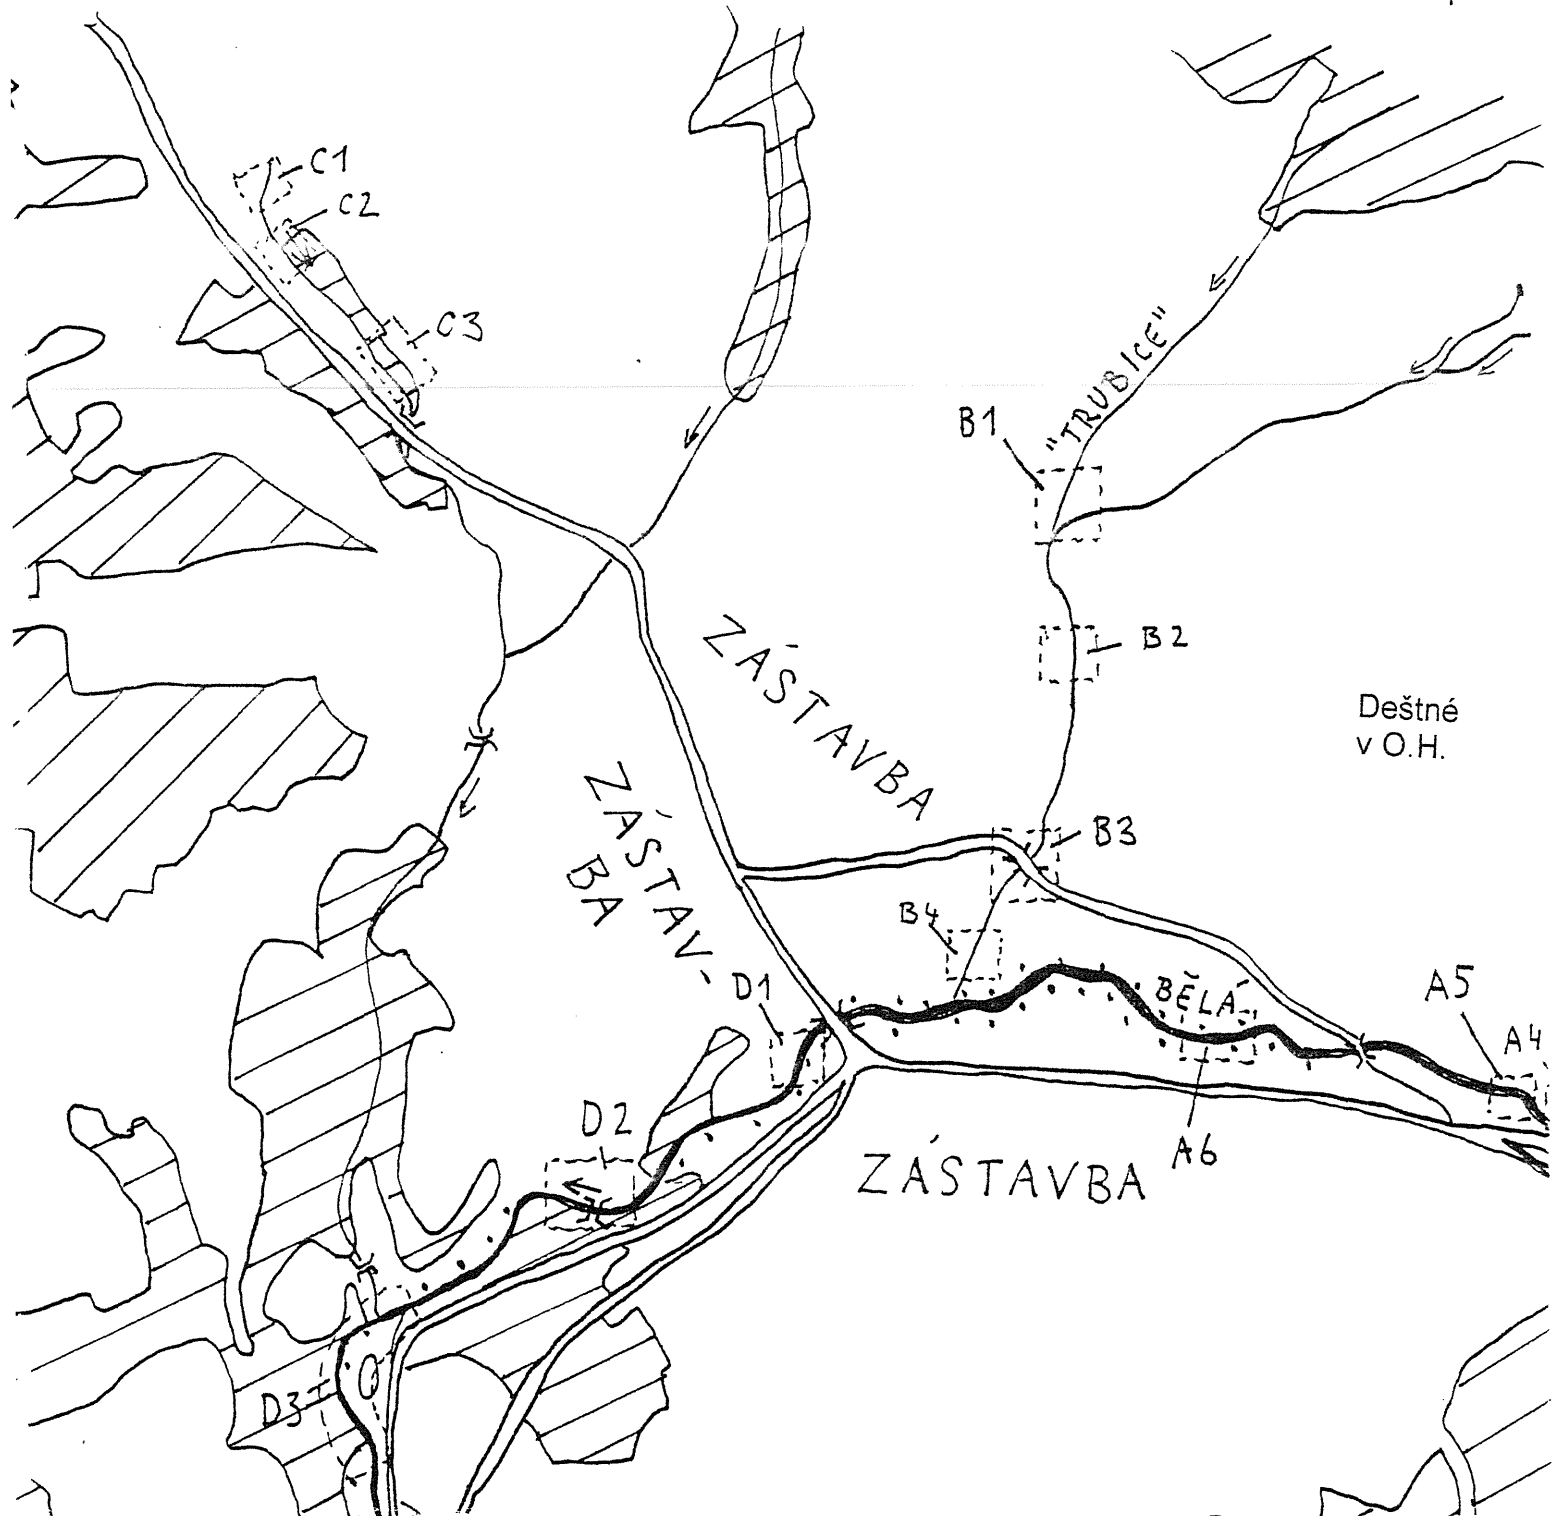 C1
C2
C3
"TRUBICE"
B1
B2
ZÁSTAVBA
Deštné
v O.H.
ZÁSTAV-
BA
B3
B4
D1
BĚLÁ
A5
A4
D2
A6
ZÁSTAVBA
D3